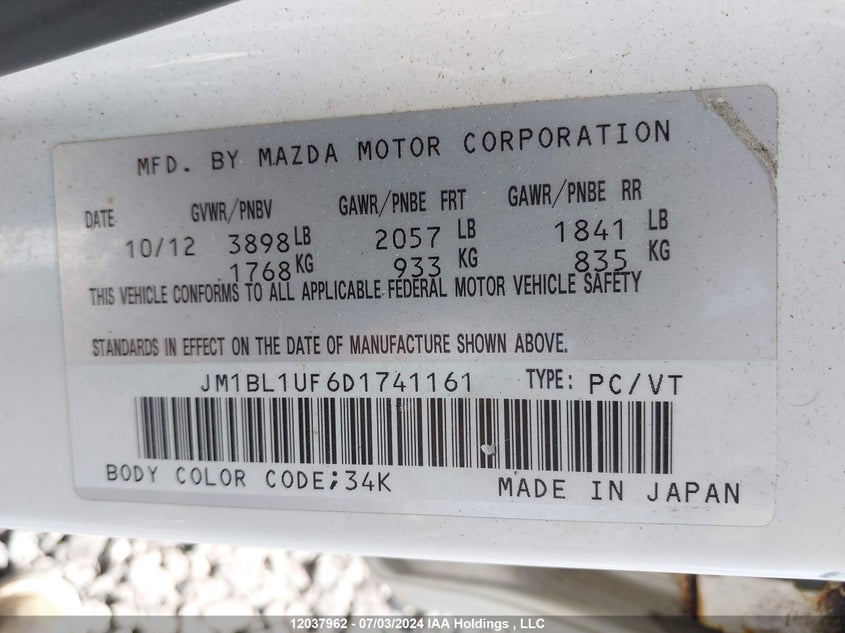 MFD. BY MAZDA MOTOR CORPORATION
DATE GVWR/PNBV GAWR/PNBE FRT GAWR/PNBE RR
10/12 3898 LB 2057 LB 1841 LB
1768 KG 933 KG 835 KG
THIS VEHICLE CONFORMS TO ALL APPLICABLE FEDERAL MOTOR VEHICLE SAFETY
STANDARDS IN EFFECT ON THE DATE OF MANUFACTURE SHOWN ABOVE.
JM1BL1UF6D1741161 TYPE: PC/VT
BODY COLOR CODE;34K MADE IN JAPAN
12037962 - 07/03/2024 IAA Holdings , LLC